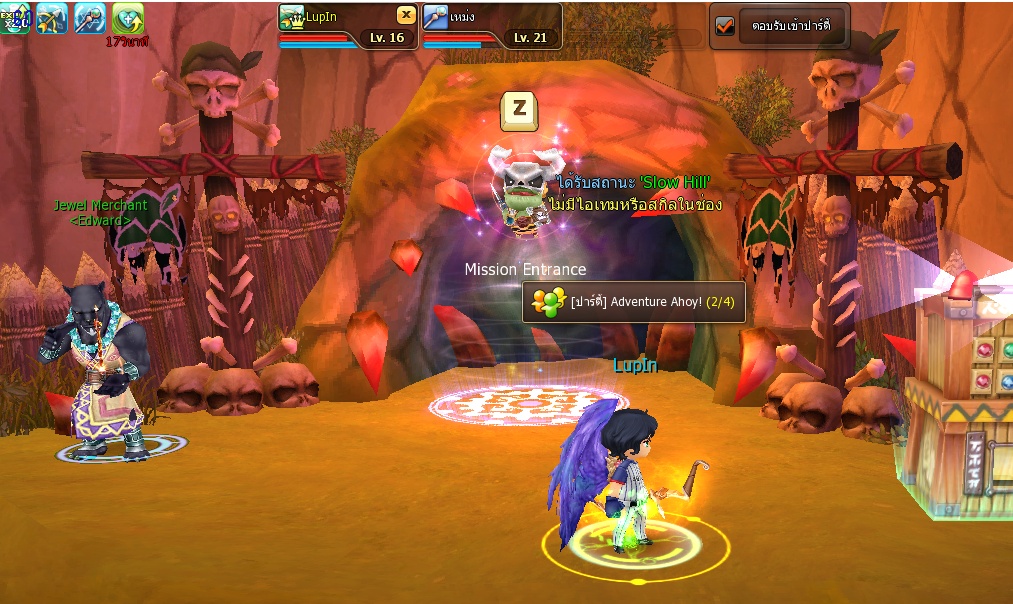 17วินาที
LupIn
Lv. 16
เหม่ง
Lv. 21
ตอบรับเข้าปาร์ตี้
Z
ได้รับสถานะ 'Slow Hill'
ไม่มีไอเทมหรือสกิลในช่อง
Jewel Merchant
<Edward>
Mission Entrance
[ปาร์ตี้] Adventure Ahoy! (2/4)
LupIn